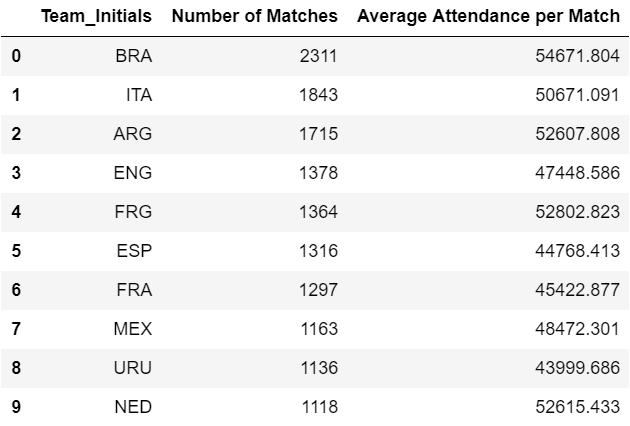 Team_Initials Number of Matches Average Attendance per Match
0 BRA 2311 54671.804
1 ITA 1843 50671.091
2 ARG 1715 52607.808
3 ENG 1378 47448.586
4 FRG 1364 52802.823
5 ESP 1316 44768.413
6 FRA 1297 45422.877
7 MEX 1163 48472.301
8 URU 1136 43999.686
9 NED 1118 52615.433